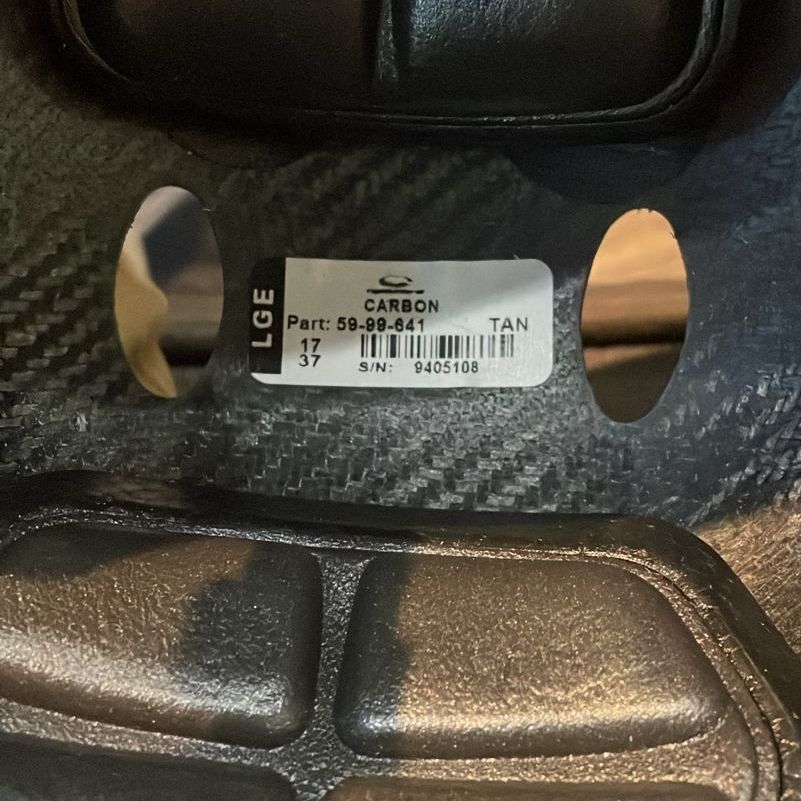 LGE
CARBON
Part: 59-99-641 TAN
17
37
S/N: 9405108